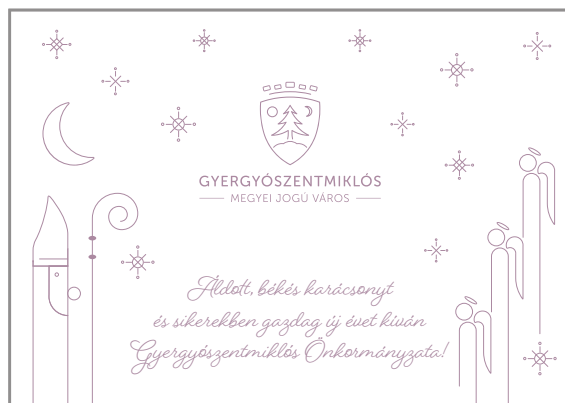 GYERGYÓSZENTMIKLÓS
MEGYEI JOGÚ VÁROS
Áldott, békés karácsonyt
és sikerekben gazdag új évet kíván
Gyergyószentmiklós Önkormányzata!